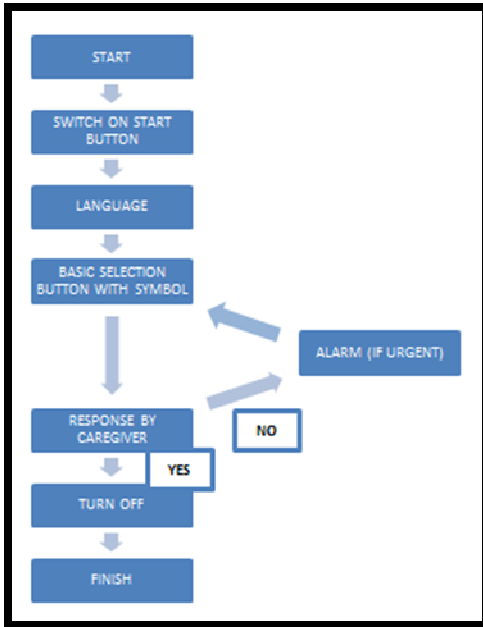 START
SWITCH ON START
BUTTON
LANGUAGE
BASIC SELECTION
BUTTON WITH SYMBOL
ALARM (IF URGENT)
RESPONSE BY
CAREGIVER
NO
YES
TURN OFF
FINISH